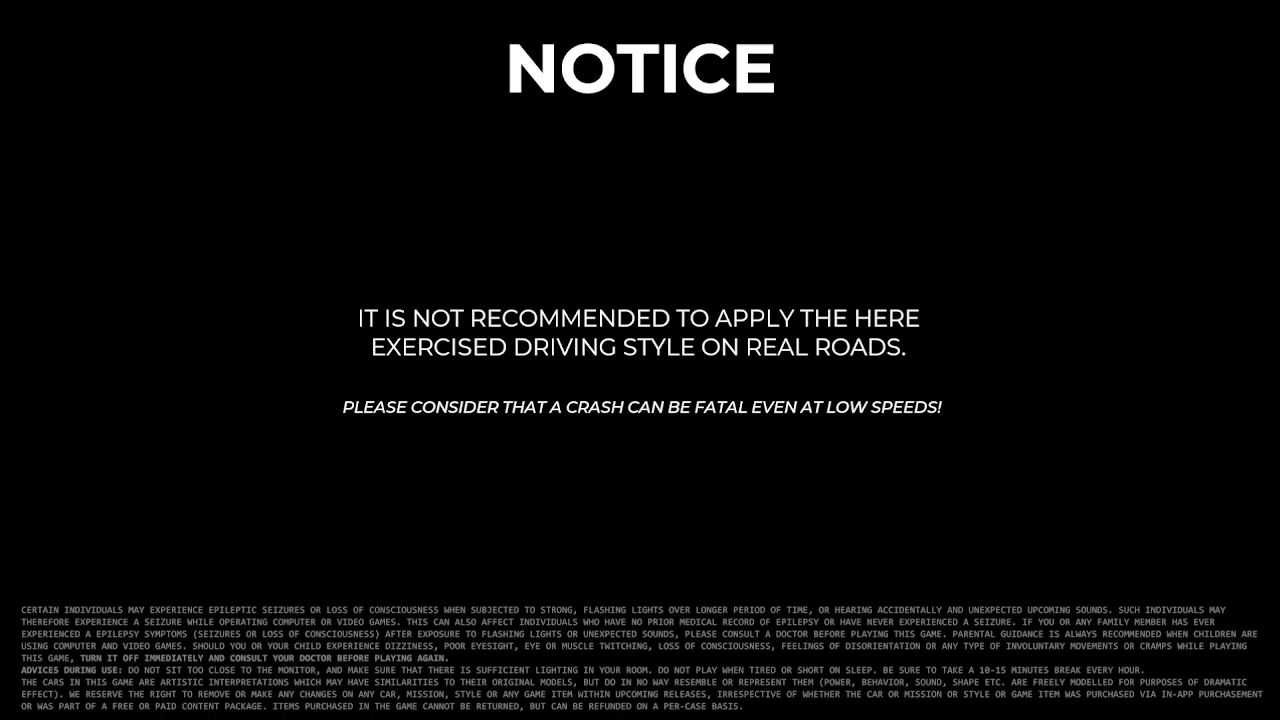 NOTICE
IT IS NOT RECOMMENDED TO APPLY THE HERE
EXERCISED DRIVING STYLE ON REAL ROADS.
PLEASE CONSIDER THAT A CRASH CAN BE FATAL EVEN AT LOW SPEEDS!
CERTAIN INDIVIDUALS MAY EXPERIENCE EPILEPTIC SEIZURES OR LOSS OF CONSCIOUSNESS WHEN SUBJECTED TO STRONG, FLASHING LIGHTS OVER LONGER PERIOD OF TIME, OR HEARING ACCIDENTALLY AND UNEXPECTED UPCOMING SOUNDS. SUCH INDIVIDUALS MAY
THEREFORE EXPERIENCE A SEIZURE WHILE OPERATING COMPUTER OR VIDEO GAMES. THIS CAN ALSO AFFECT INDIVIDUALS WHO HAVE NO PRIOR MEDICAL RECORD OF EPILEPSY OR HAVE NEVER EXPERIENCED A SEIZURE. IF YOU OR ANY FAMILY MEMBER HAS EVER
EXPERIENCED A EPILEPSY SYMPTOMS (SEIZURES OR LOSS OF CONSCIOUSNESS) AFTER EXPOSURE TO FLASHING LIGHTS OR UNEXPECTED SOUNDS, PLEASE CONSULT A DOCTOR BEFORE PLAYING THIS GAME. PARENTAL GUIDANCE IS ALWAYS RECOMMENDED WHEN CHILDREN ARE
USING COMPUTER AND VIDEO GAMES. SHOULD YOU OR YOUR CHILD EXPERIENCE DIZZINESS, POOR EYESIGHT, EYE OR MUSCLE TWITCHING, LOSS OF CONSCIOUSNESS, FEELINGS OF DISORIENTATION OR ANY TYPE OF INVOLUNTARY MOVEMENTS OR CRAMPS WHILE PLAYING
THIS GAME, TURN IT OFF IMMEDIATELY AND CONSULT YOUR DOCTOR BEFORE PLAYING AGAIN.
ADVICES DURING USE: DO NOT SIT TOO CLOSE TO THE MONITOR, AND MAKE SURE THAT THERE IS SUFFICIENT LIGHTING IN YOUR ROOM. DO NOT PLAY WHEN TIRED OR SHORT ON SLEEP. BE SURE TO TAKE A 10-15 MINUTES BREAK EVERY HOUR.
THE CARS IN THIS GAME ARE ARTISTIC INTERPRETATIONS WHICH MAY HAVE SIMILARITIES TO THEIR ORIGINAL MODELS, BUT DO IN NO WAY RESEMBLE OR REPRESENT THEM (POWER, BEHAVIOR, SOUND, SHAPE ETC. ARE FREELY MODELLED FOR PURPOSES OF DRAMATIC
EFFECT). WE RESERVE THE RIGHT TO REMOVE OR MAKE ANY CHANGES ON ANY CAR, MISSION, STYLE OR ANY GAME ITEM WITHIN UPCOMING RELEASES, IRRESPECTIVE OF WHETHER THE CAR OR MISSION OR STYLE OR GAME ITEM WAS PURCHASED VIA IN-APP PURCHASEMENT
OR WAS PART OF A FREE OR PAID CONTENT PACKAGE. ITEMS PURCHASED IN THE GAME CANNOT BE RETURNED, BUT CAN BE REFUNDED ON A PER-CASE BASIS.